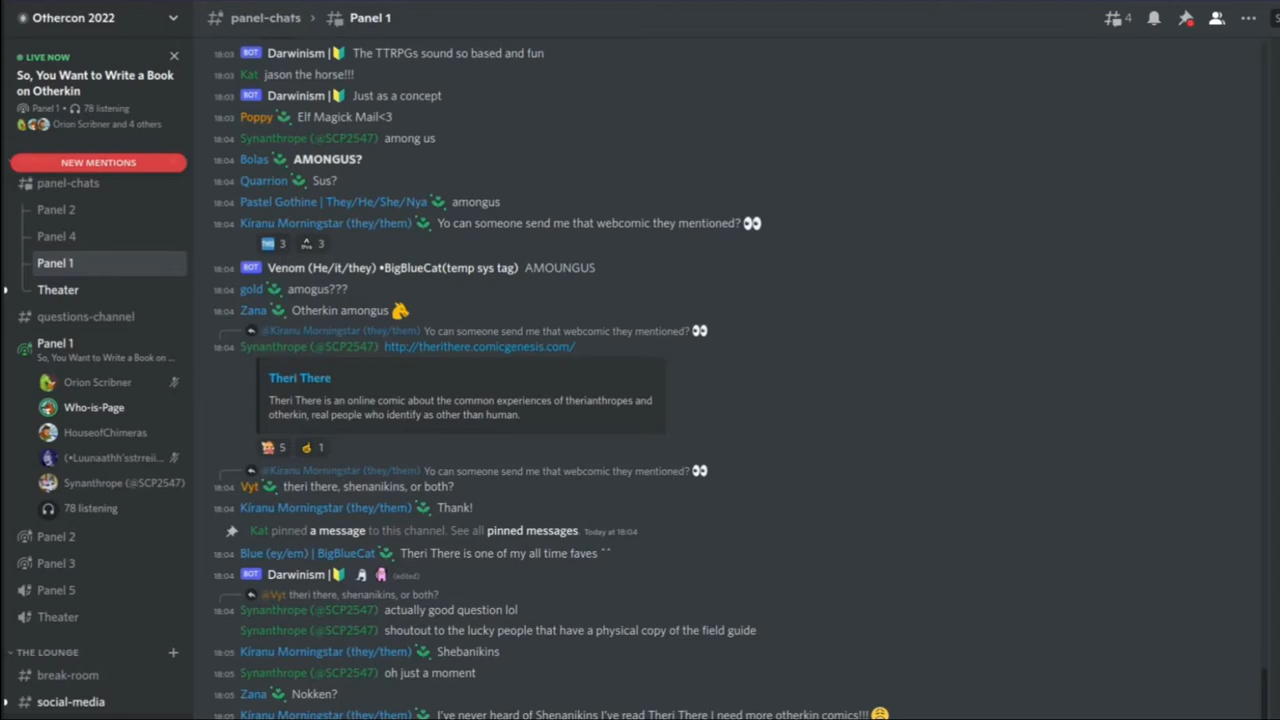 Othercon 2022
LIVE NOW
So, You Want to Write a Book
on Otherkin
Panel 1 • 78 listening
Orion Scribner and 4 others
NEW MENTIONS
panel-chats
Panel 2
Panel 4
Panel 1
Theater
questions-channel
Panel 1
So, You Want to Write a Book on ...
Orion Scribner
Who-is-Page
HouseofChimeras
(•Luunaathh'sstrreii...
Synanthrope (@SCP2547)
78 listening
Panel 2
Panel 3
Panel 5
Theater
THE LOUNGE
break-room
social-media
panel-chats > Panel 1
4
18:03 BOT Darwinism | The TTRPGs sound so based and fun
18:03 Kat jason the horse!!!
18:03 BOT Darwinism | Just as a concept
18:03 Poppy Elf Magick Mail<3
18:04 Synanthrope (@SCP2547) among us
18:04 Bolas AMONGUS?
18:04 Quarrion Sus?
18:04 Pastel Gothine | They/He/She/Nya amongus
18:04 Kíranu Morningstar (they/them) Yo can someone send me that webcomic they mentioned?
3 3
18:04 BOT Venom (He/it/they) •BigBlueCat(temp sys tag) AMOUNGUS
18:04 gold amogus???
18:04 Zana Otherkin amongus
@Kíranu Morningstar (they/them) Yo can someone send me that webcomic they mentioned?
18:04 Synanthrope (@SCP2547) http://therithere.comicgenesis.com/
Theri There
Theri There is an online comic about the common experiences of therianthropes and
otherkin, real people who identify as other than human.
5 1
@Kíranu Morningstar (they/them) Yo can someone send me that webcomic they mentioned?
18:04 Vyt theri there, shenanikins, or both?
18:04 Kíranu Morningstar (they/them) Thank!
Kat pinned a message to this channel. See all pinned messages. Today at 18:04
18:04 Blue (ey/em) | BigBlueCat Theri There is one of my all time faves ^^
18:04 BOT Darwinism | (edited)
@Vyt theri there, shenanikins, or both?
18:04 Synanthrope (@SCP2547) actually good question lol
Synanthrope (@SCP2547) shoutout to the lucky people that have a physical copy of the field guide
18:05 Kíranu Morningstar (they/them) Shebanikins
18:05 Synanthrope (@SCP2547) oh just a moment
18:05 Zana Nokken?
18:05 Kíranu Morningstar (they/them) I've never heard of Shenanikins I've read Theri There I need more otherkin comics!!!